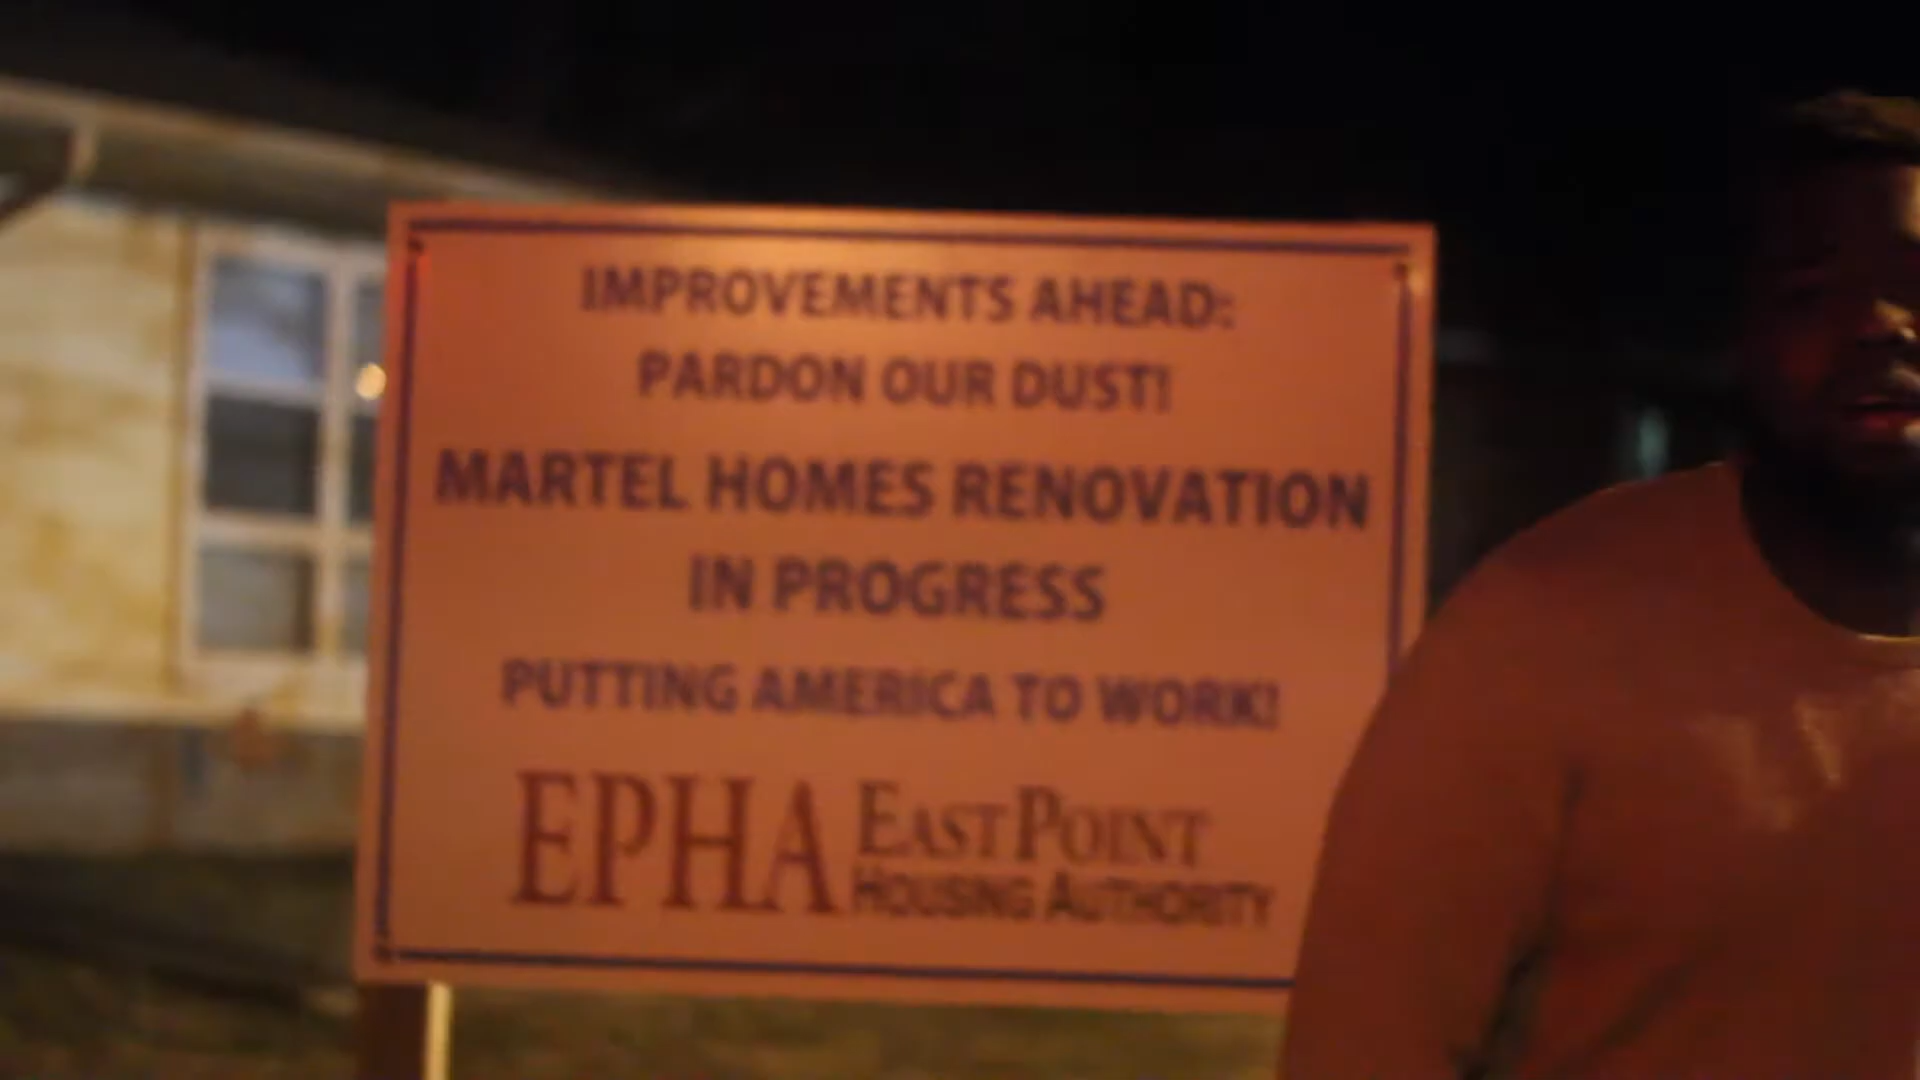 IMPROVEMENTS AHEAD:
PARDON OUR DUST!
MARTEL HOMES RENOVATION
IN PROGRESS
PUTTING AMERICA TO WORK!
EPHA EAST POINT
HOUSING AUTHORITY